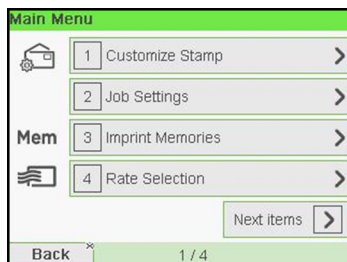 Main Menu
1 Customize Stamp
2 Job Settings
Mem 3 Imprint Memories
4 Rate Selection
Next items
Back 1 / 4